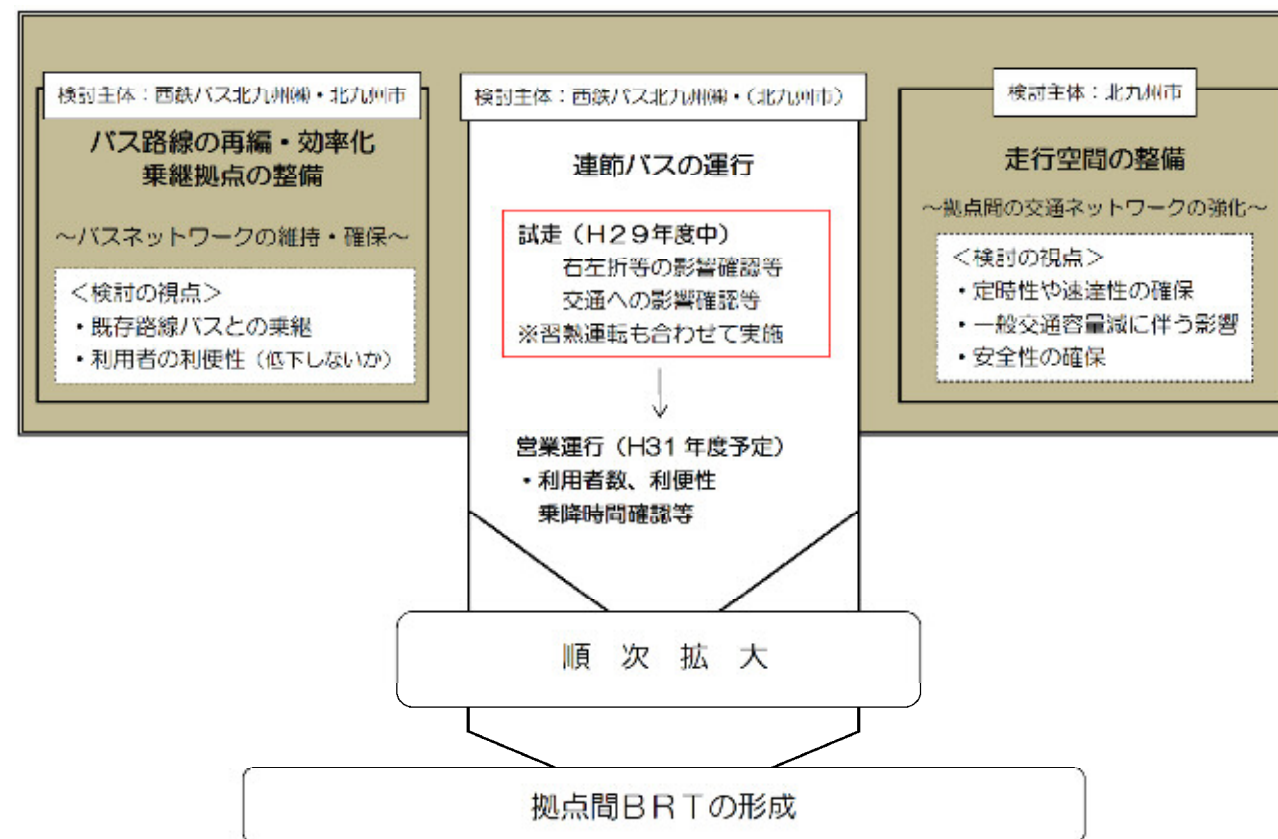 検討主体：西鉄バス北九州㈱・北九州市
バス路線の再編・効率化
乗継拠点の整備
～バスネットワークの維持・確保～
＜検討の視点＞
・既存路線バスとの乗継
・利用者の利便性（低下しないか）
検討主体：西鉄バス北九州㈱・（北九州市）
連節バスの運行
試走（Ｈ２９年度中）
右左折等の影響確認等
交通への影響確認等
※習熟運転も合わせて実施
↓
営業運行（H31 年度予定）
・利用者数、利便性
乗降時間確認等
検討主体：北九州市
走行空間の整備
～拠点間の交通ネットワークの強化～
＜検討の視点＞
・定時性や速達性の確保
・一般交通容量減に伴う影響
・安全性の確保
順　次　拡　大
拠点間ＢＲＴの形成